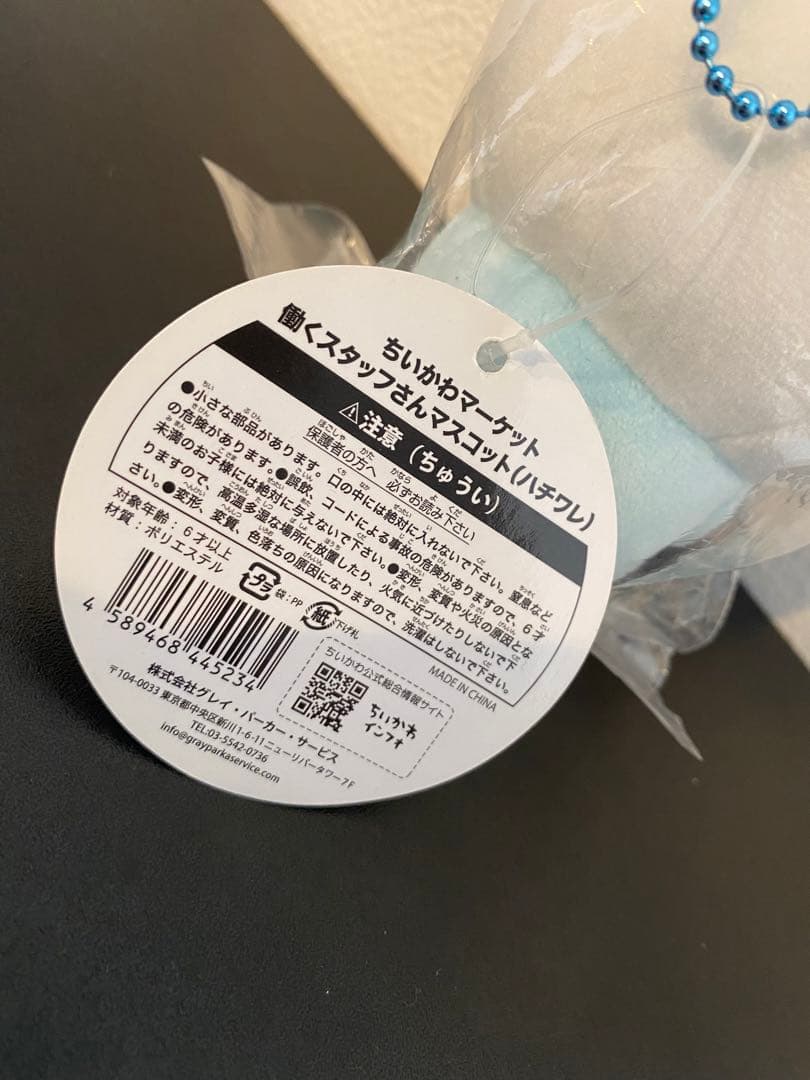 ちいかわマーケット
働くスタッフさんマスコット(ハチワレ)
⚠注意(ちゅうい)
保護者の方へ 必ずお読み下さい
●小さな部品があります。口の中には絶対に入れないで下さい。窒息など
の危険があります。●誤飲、コードによる事故の危険がありますので、6才
未満のお子様には絶対に与えないで下さい。●変形、変質や火災の原因とな
りますので、高温多湿な場所に放置したり、火気に近づけたりしないで下
さい。●変形、変質、色落ちの原因になりますので、洗濯はしないで下さい。
対象年齢:6才以上
材質:ポリエステル
MADE IN CHINA
プラ
袋:PP
紙
下げ札
4 589468 445234
ちいかわ公式総合情報サイト
ちいかわ
インフォ
株式会社グレイ・パーカー・サービス
〒104-0033 東京都中央区新川1-6-11ニューリバータワー7F
TEL:03-5542-0736
info@grayparkaservice.com